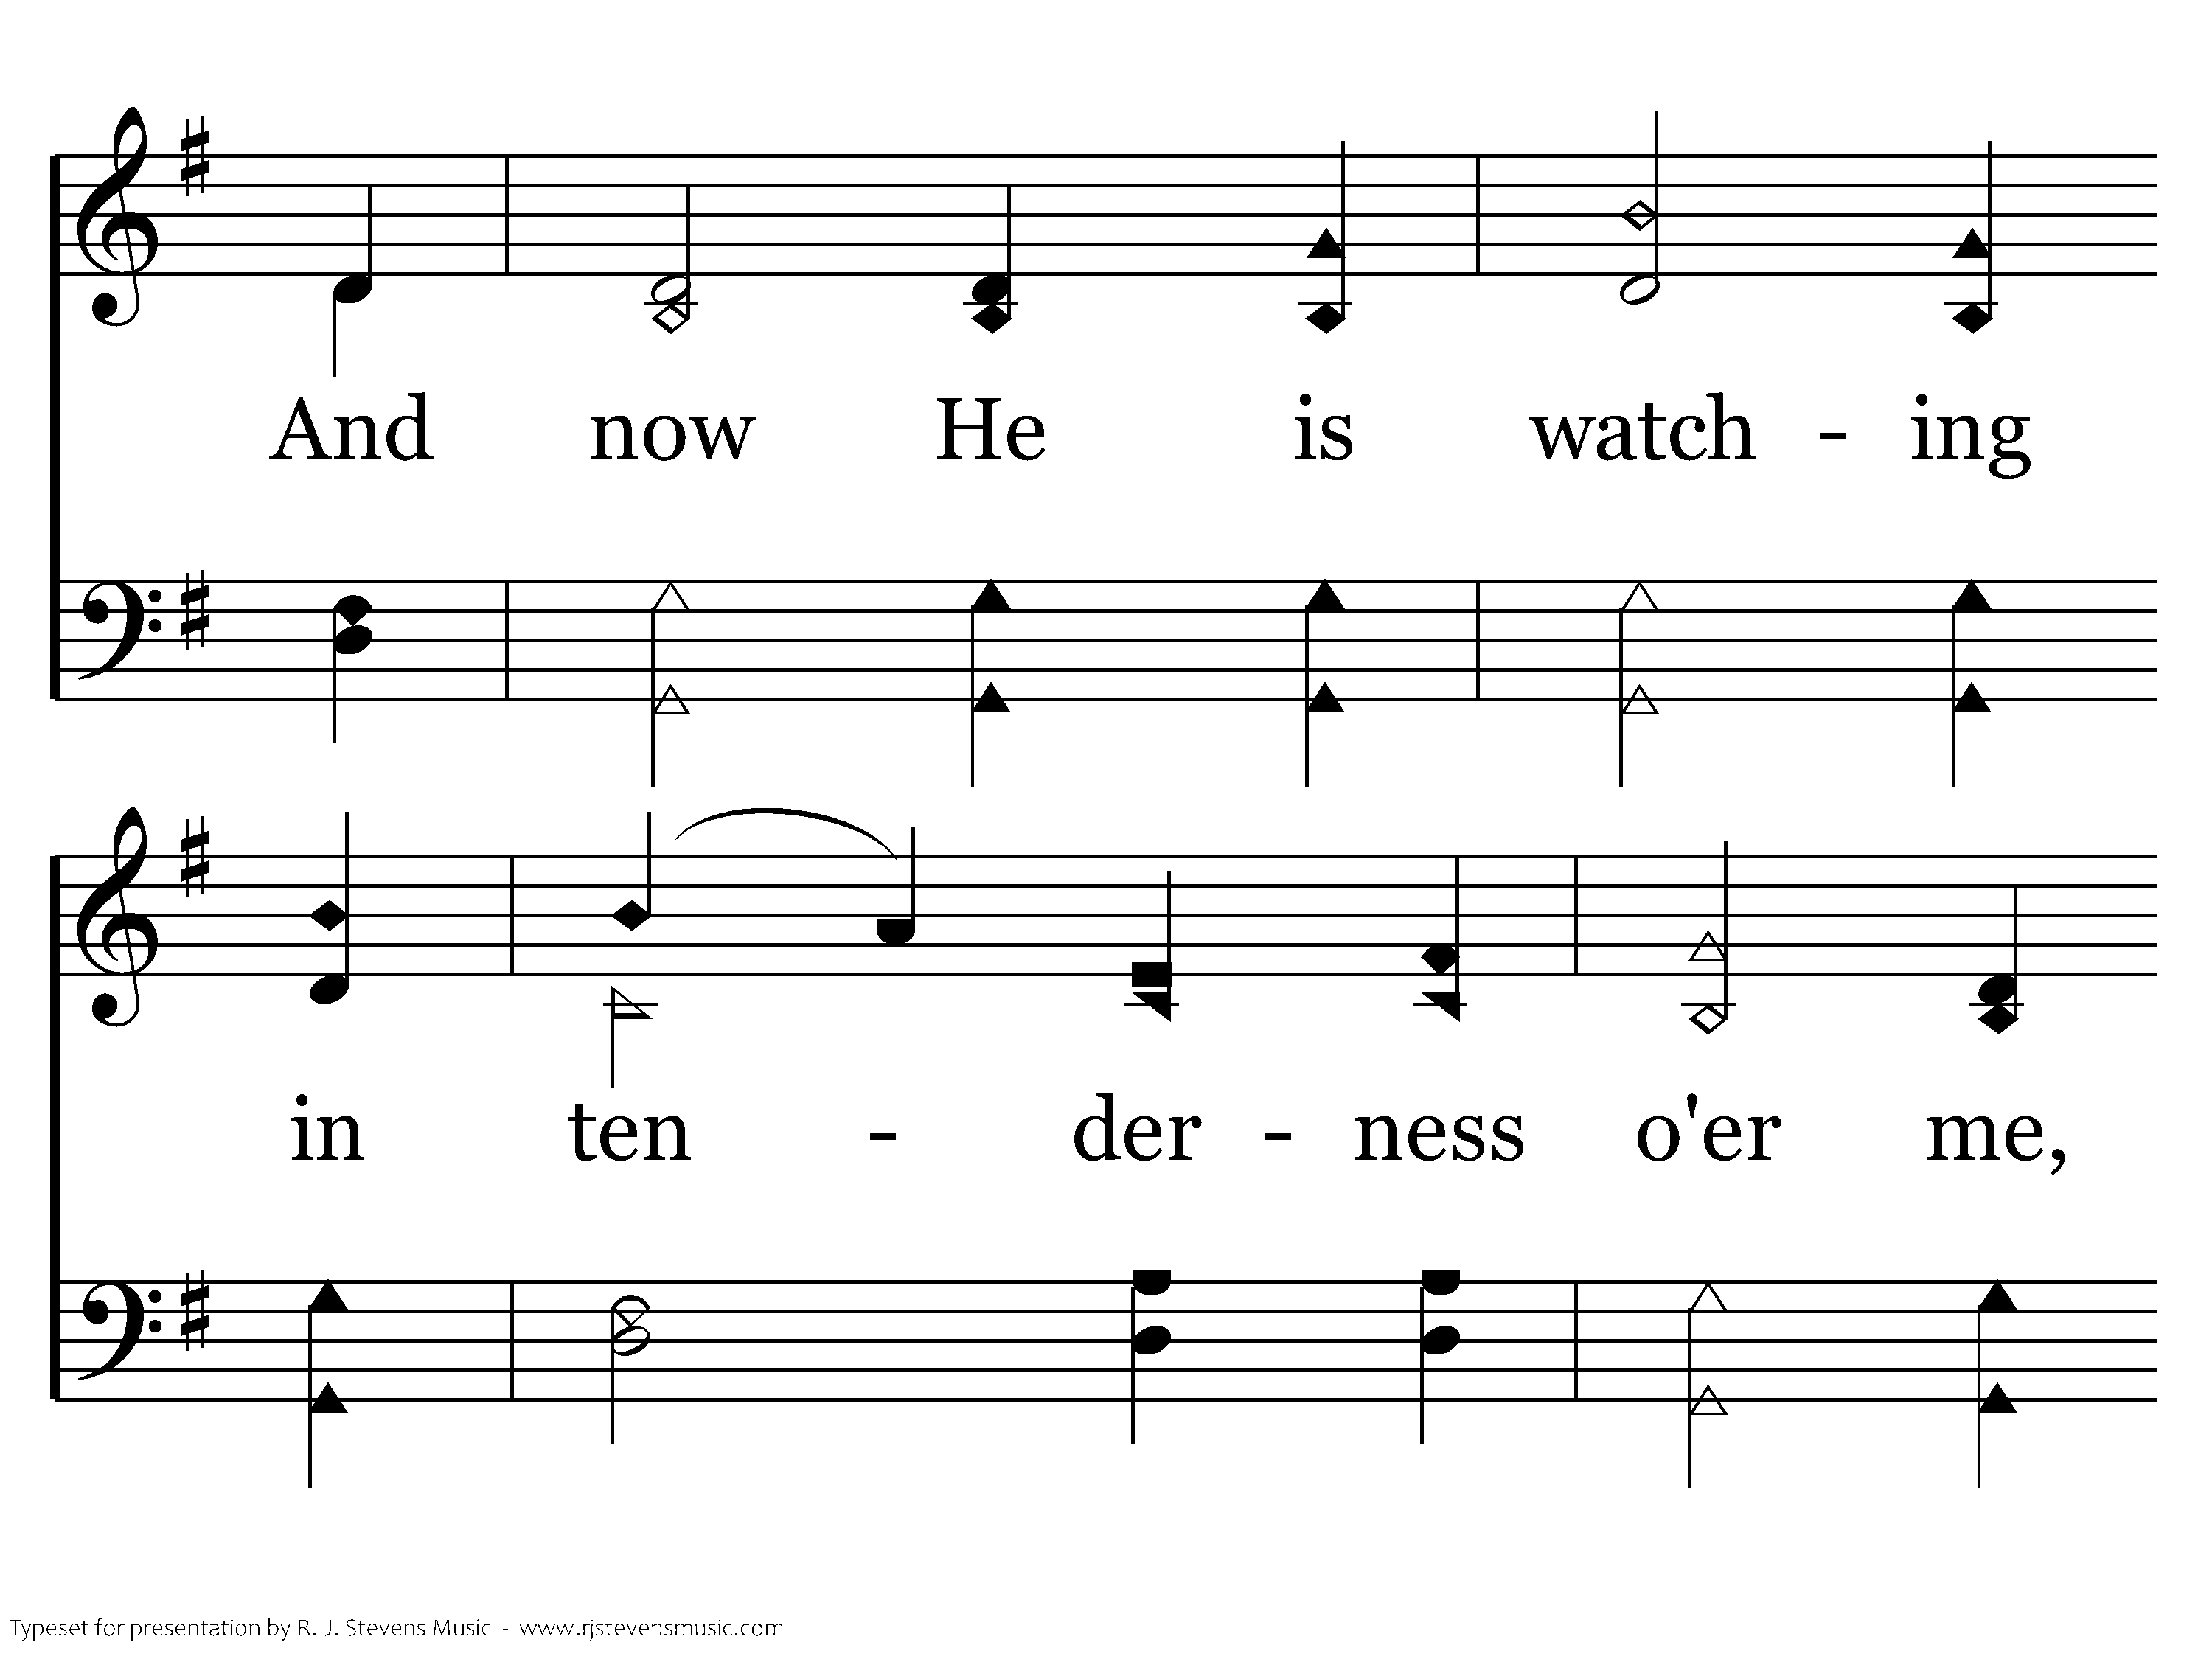 And now He is watch - ing
in ten - der - ness o'er me,
Typeset for presentation by R. J. Stevens Music - www.rjstevensmusic.com